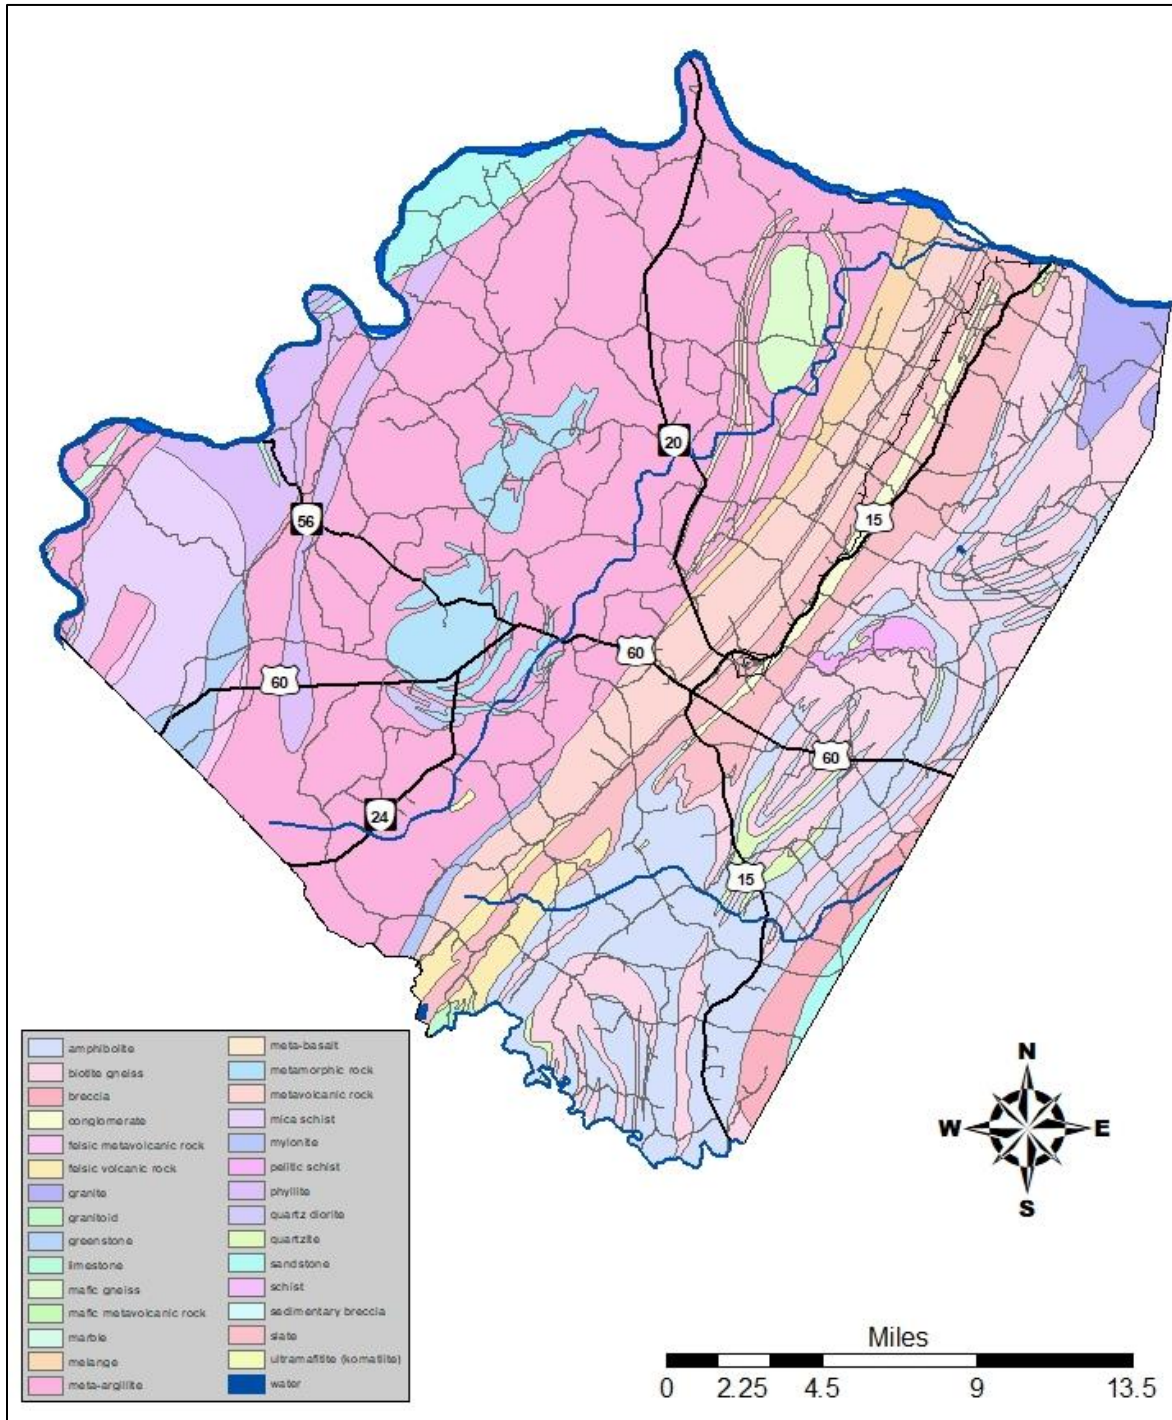 20
56
15
60
60
60
24
15
amphibolite
biotite gneiss
breccia
conglomerate
felsic metavolcanic rock
felsic volcanic rock
granite
granitoid
greenstone
limestone
mafic gneiss
mafic metavolcanic rock
marble
melange
meta-argillite
meta-basalt
metamorphic rock
metavolcanic rock
mica schist
mylonite
pelitic schist
phyllite
quartz diorite
quartzite
sandstone
schist
sedimentary breccia
slate
ultramafitite (komatiite)
water
N
W E
S
Miles
0 2.25 4.5 9 13.5